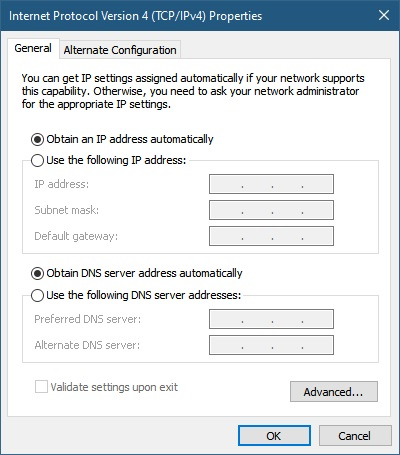 Internet Protocol Version 4 (TCP/IPv4) Properties
General
Alternate Configuration
You can get IP settings assigned automatically if your network supports
this capability. Otherwise, you need to ask your network administrator
for the appropriate IP settings.
Obtain an IP address automatically
Use the following IP address:
IP address:
Subnet mask:
Default gateway:
Obtain DNS server address automatically
Use the following DNS server addresses:
Preferred DNS server:
Alternate DNS server:
Validate settings upon exit
Advanced...
OK
Cancel